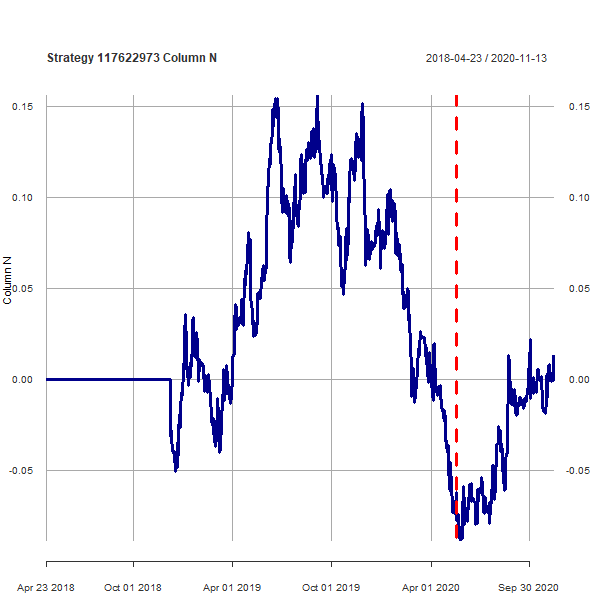 Strategy 117622973 Column N
2018-04-23 / 2020-11-13
0.15
0.15
0.10
0.10
0.05
0.05
0.00
0.00
-0.05
-0.05
Column N
Apr 23 2018
Oct 01 2018
Apr 01 2019
Oct 01 2019
Apr 01 2020
Sep 30 2020